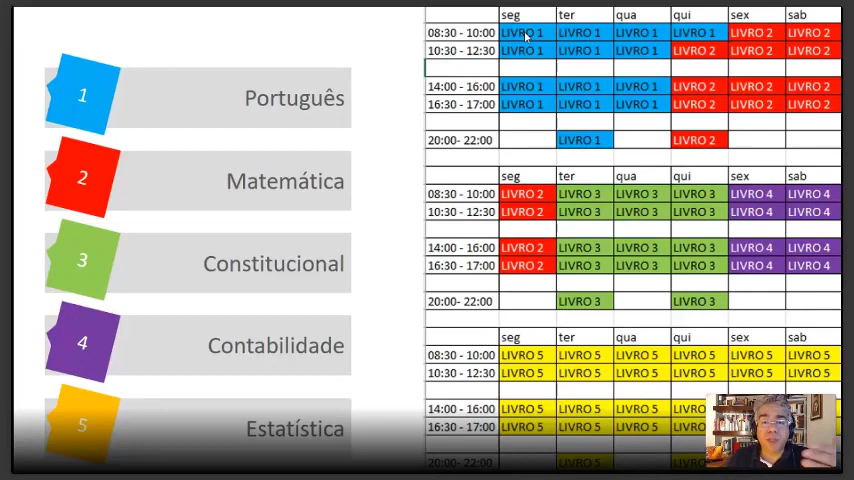 1 Português
2 Matemática
3 Constitucional
4 Contabilidade
5 Estatística
seg ter qua qui sex sab
08:30 - 10:00 LIVRO 1 LIVRO 1 LIVRO 1 LIVRO 1 LIVRO 2 LIVRO 2
10:30 - 12:30 LIVRO 1 LIVRO 1 LIVRO 1 LIVRO 2 LIVRO 2 LIVRO 2
14:00 - 16:00 LIVRO 1 LIVRO 1 LIVRO 1 LIVRO 2 LIVRO 2 LIVRO 2
16:30 - 17:00 LIVRO 1 LIVRO 1 LIVRO 1 LIVRO 2 LIVRO 2 LIVRO 2
20:00- 22:00 LIVRO 1 LIVRO 2
seg ter qua qui sex sab
08:30 - 10:00 LIVRO 2 LIVRO 3 LIVRO 3 LIVRO 3 LIVRO 4 LIVRO 4
10:30 - 12:30 LIVRO 2 LIVRO 3 LIVRO 3 LIVRO 3 LIVRO 4 LIVRO 4
14:00 - 16:00 LIVRO 2 LIVRO 3 LIVRO 3 LIVRO 3 LIVRO 4 LIVRO 4
16:30 - 17:00 LIVRO 2 LIVRO 3 LIVRO 3 LIVRO 3 LIVRO 4 LIVRO 4
20:00- 22:00 LIVRO 3 LIVRO 3
seg ter qua qui sex sab
08:30 - 10:00 LIVRO 5 LIVRO 5 LIVRO 5 LIVRO 5 LIVRO 5 LIVRO 5
10:30 - 12:30 LIVRO 5 LIVRO 5 LIVRO 5 LIVRO 5 LIVRO 5 LIVRO 5
14:00 - 16:00 LIVRO 5 LIVRO 5 LIVRO 5 LIVRO
16:30 - 17:00 LIVRO 5 LIVRO 5 LIVRO 5 LIVRO
20:00- 22:00 LIVRO 5 LIVRO